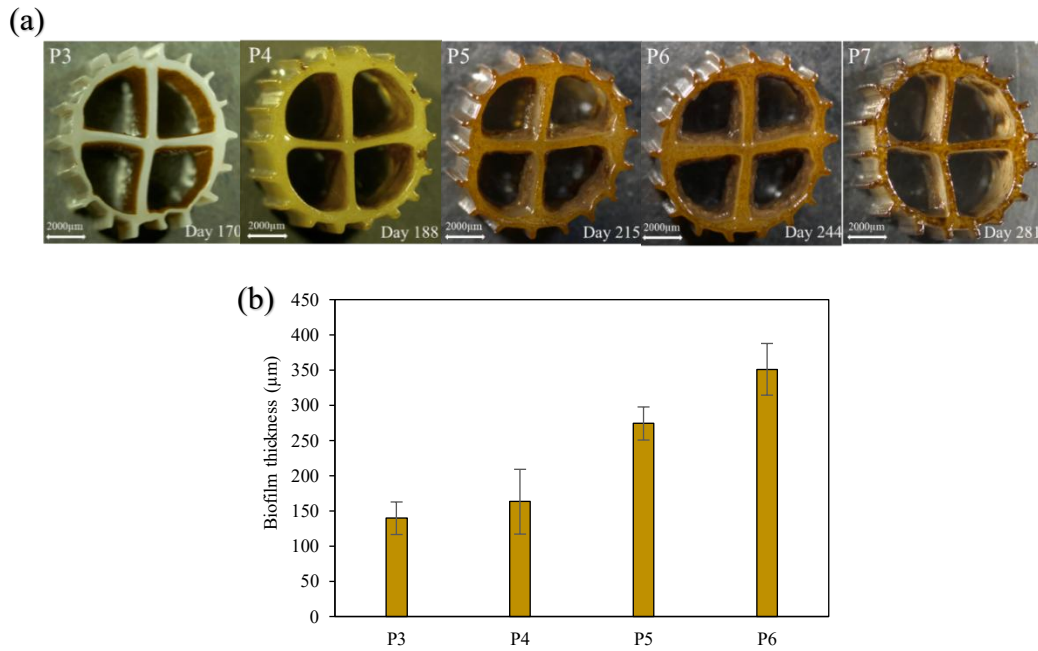 (a)
P3 P4 P5 P6 P7
2000µm Day 170 2000µm Day 188 2000µm Day 215 2000µm Day 244 2000µm Day 281
(b)
Biofilm thickness (µm)
450
400
350
300
250
200
150
100
50
0
P3 P4 P5 P6